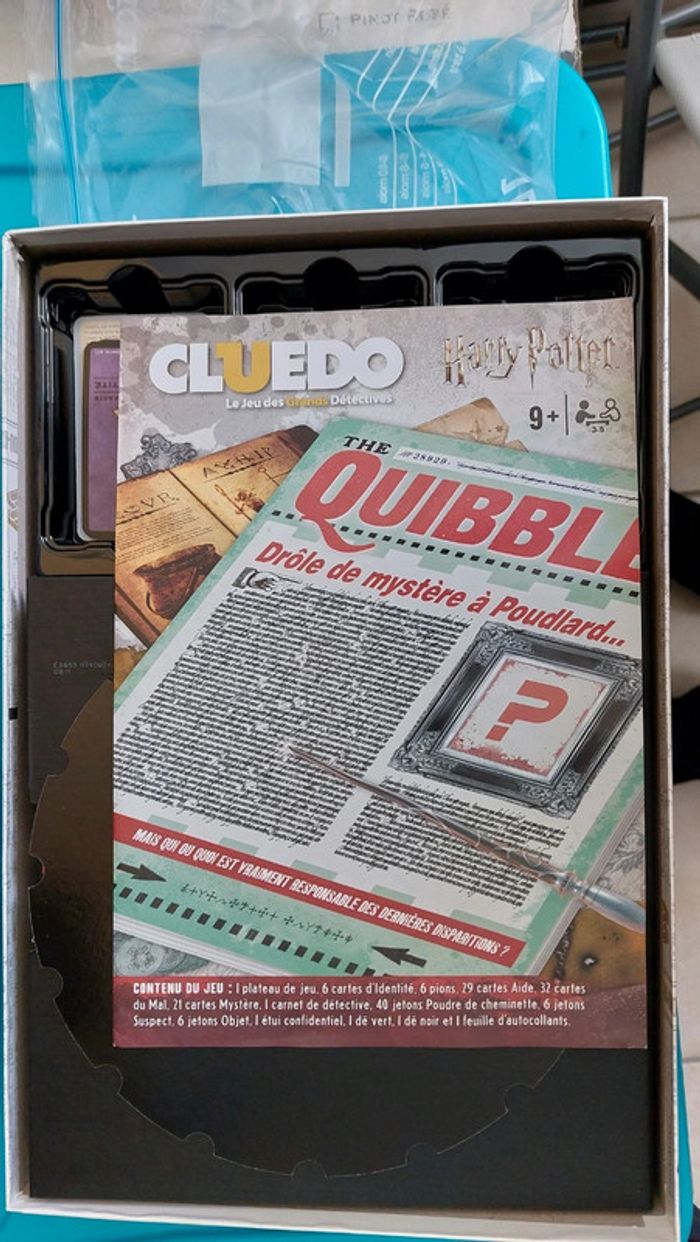 CLUEDO
Harry Potter
Le Jeu des Grands Détectives
9+
3-5
THE
QUIBBL
Drôle de mystère à Poudlard...
?
MAIS QUI OU QUOI EST VRAIMENT RESPONSABLE DES DERNIÈRES DISPARITIONS ?
CONTENU DU JEU : 1 plateau de jeu, 6 cartes d'Identité, 6 pions, 29 cartes Aide, 32 cartes
du Mal, 21 cartes Mystère, 1 carnet de détective, 40 jetons Poudre de cheminette, 6 jetons
Suspect, 6 jetons Objet, 1 étui confidentiel, 1 dé vert, 1 dé noir et 1 feuille d'autocollants.